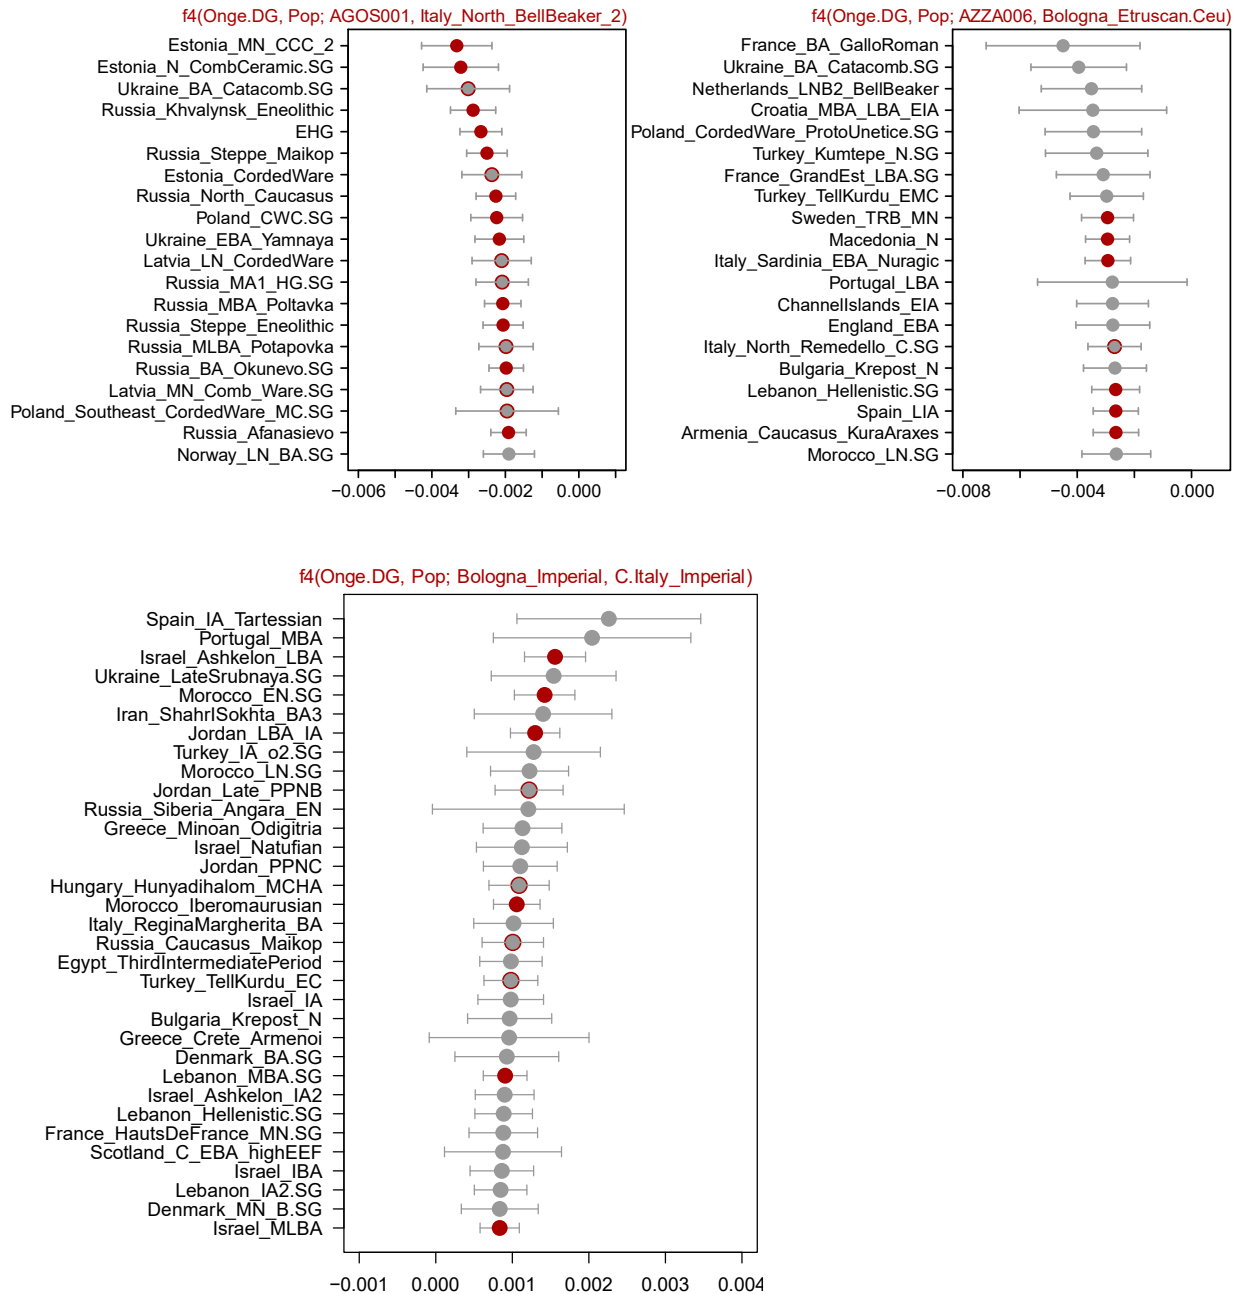 f4(Onge.DG, Pop; AGOS001, Italy_North_BellBeaker_2)
Estonia_MN_CCC_2
Estonia_N_CombCeramic.SG
Ukraine_BA_Catacomb.SG
Russia_Khvalynsk_Eneolithic
EHG
Russia_Steppe_Maikop
Estonia_CordedWare
Russia_North_Caucasus
Poland_CWC.SG
Ukraine_EBA_Yamnaya
Latvia_LN_CordedWare
Russia_MA1_HG.SG
Russia_MBA_Poltavka
Russia_Steppe_Eneolithic
Russia_MLBA_Potapovka
Russia_BA_Okunevo.SG
Latvia_MN_Comb_Ware.SG
Poland_Southeast_CordedWare_MC.SG
Russia_Afanasievo
Norway_LN_BA.SG
−0.006 −0.004 −0.002 0.000
f4(Onge.DG, Pop; AZZA006, Bologna_Etruscan.Ceu)
France_BA_GalloRoman
Ukraine_BA_Catacomb.SG
Netherlands_LNB2_BellBeaker
Croatia_MBA_LBA_EIA
Poland_CordedWare_ProtoUnetice.SG
Turkey_Kumtepe_N.SG
France_GrandEst_LBA.SG
Turkey_TellKurdu_EMC
Sweden_TRB_MN
Macedonia_N
Italy_Sardinia_EBA_Nuragic
Portugal_LBA
ChannelIslands_EIA
England_EBA
Italy_North_Remedello_C.SG
Bulgaria_Krepost_N
Lebanon_Hellenistic.SG
Spain_LIA
Armenia_Caucasus_KuraAraxes
Morocco_LN.SG
−0.008 −0.004 0.000
f4(Onge.DG, Pop; Bologna_Imperial, C.Italy_Imperial)
Spain_IA_Tartessian
Portugal_MBA
Israel_Ashkelon_LBA
Ukraine_LateSrubnaya.SG
Morocco_EN.SG
Iran_ShahrISokhta_BA3
Jordan_LBA_IA
Turkey_IA_o2.SG
Morocco_LN.SG
Jordan_Late_PPNB
Russia_Siberia_Angara_EN
Greece_Minoan_Odigitria
Israel_Natufian
Jordan_PPNC
Hungary_Hunyadihalom_MCHA
Morocco_Iberomaurusian
Italy_ReginaMargherita_BA
Russia_Caucasus_Maikop
Egypt_ThirdIntermediatePeriod
Turkey_TellKurdu_EC
Israel_IA
Bulgaria_Krepost_N
Greece_Crete_Armenoi
Denmark_BA.SG
Lebanon_MBA.SG
Israel_Ashkelon_IA2
Lebanon_Hellenistic.SG
France_HautsDeFrance_MN.SG
Scotland_C_EBA_highEEF
Israel_IBA
Lebanon_IA2.SG
Denmark_MN_B.SG
Israel_MLBA
−0.001 0.000 0.001 0.002 0.003 0.004